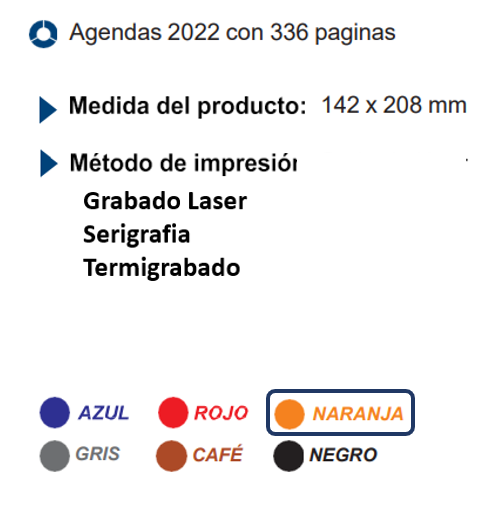 Agendas 2022 con 336 paginas
Medida del producto: 142 x 208 mm
Método de impresión
Grabado Laser
Serigrafia
Termigrabado
AZUL ROJO NARANJA
GRIS CAFÉ NEGRO